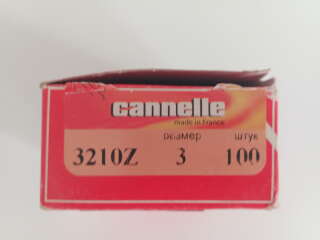 cannelle
made in france
размер штук
3210Z 3 100